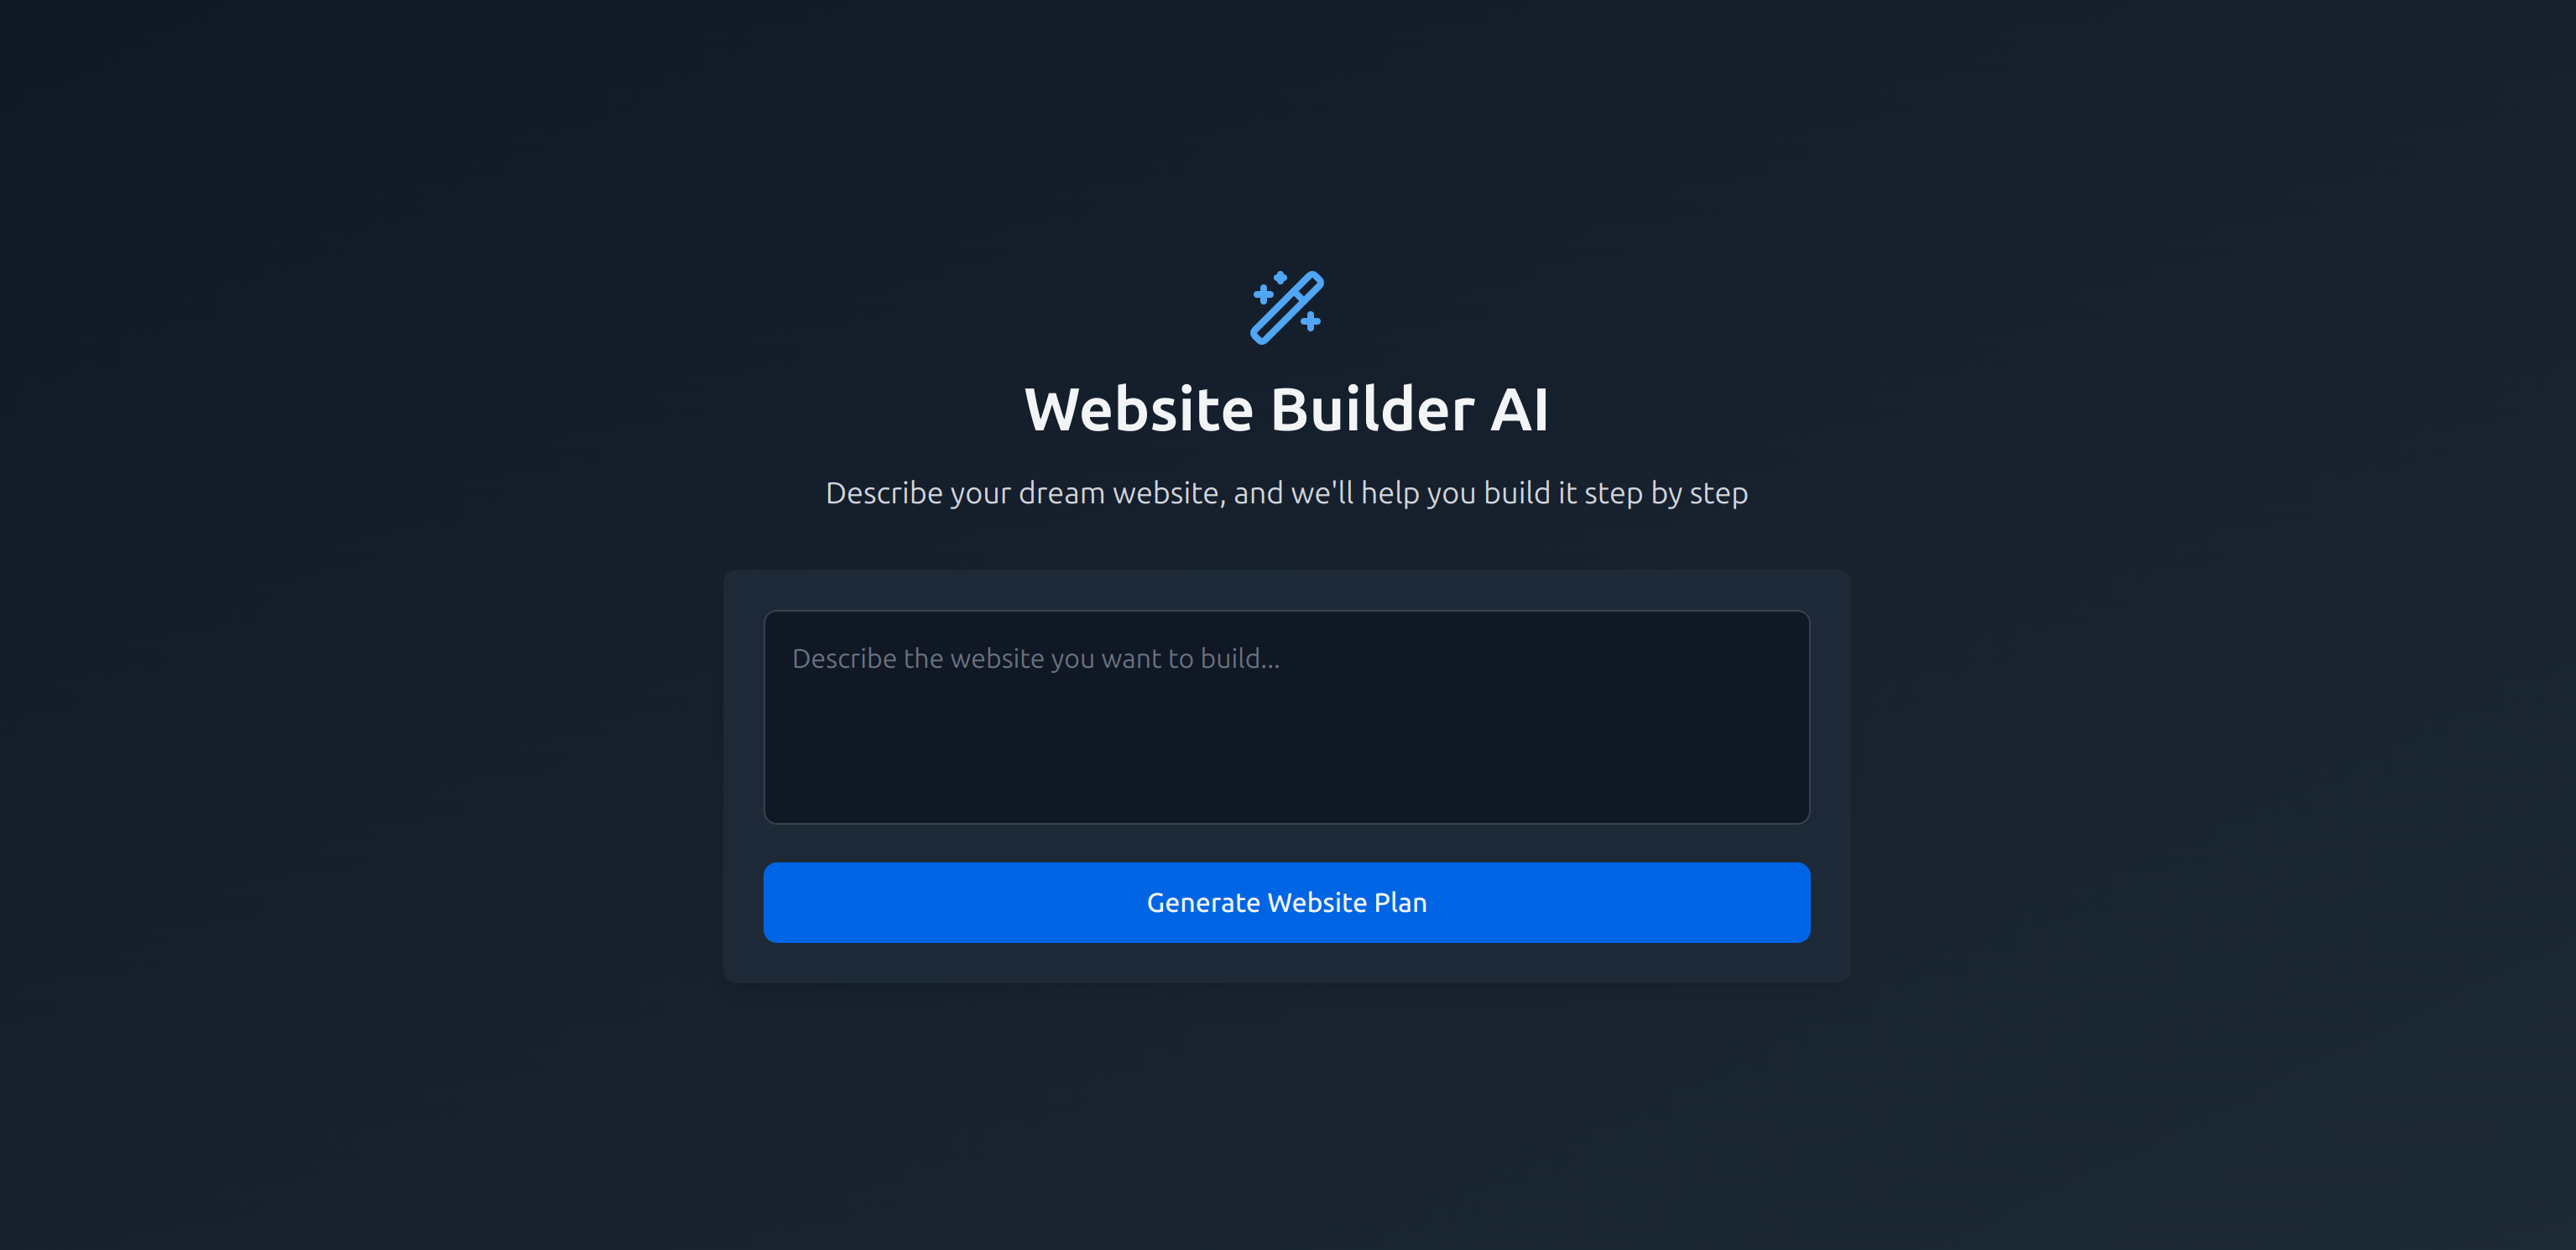 Website Builder AI
Describe your dream website, and we'll help you build it step by step
Describe the website you want to build...
Generate Website Plan